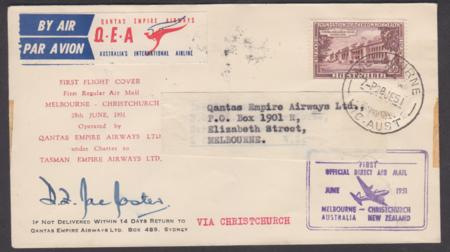 BY AIR
PAR AVION
QANTAS EMPIRE AIRWAYS
Q.E.A
AUSTRALIA'S INTERNATIONAL AIRLINE
FIRST FLIGHT COVER
First Regular Air Mail
MELBOURNE - CHRISTCHURCH
28th JUNE, 1951
Operated by
QANTAS EMPIRE AIRWAYS LTD.
under Charter to
TASMAN EMPIRE AIRWAYS LTD.
AUSTRALIA
VIC-AUST
Qantas Empire Airways Ltd.,
P.O. Box 1901 R,
Elizabeth Street,
MELBOURNE.
FIRST
OFFICIAL DIRECT AIR MAIL
JUNE 1951
MELBOURNE - CHRISTCHURCH
AUSTRALIA NEW ZEALAND
IF NOT DELIVERED WITHIN 14 DAYS RETURN TO
QANTAS EMPIRE AIRWAYS LTD. BOX 489, SYDNEY
VIA CHRISTCHURCH